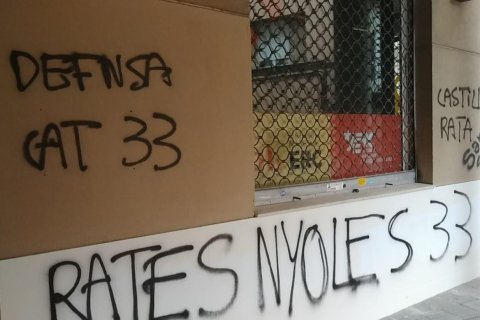 DEFNSA
CAT 33
ERC
CASTILL
RATA
RATES NYOLES 33